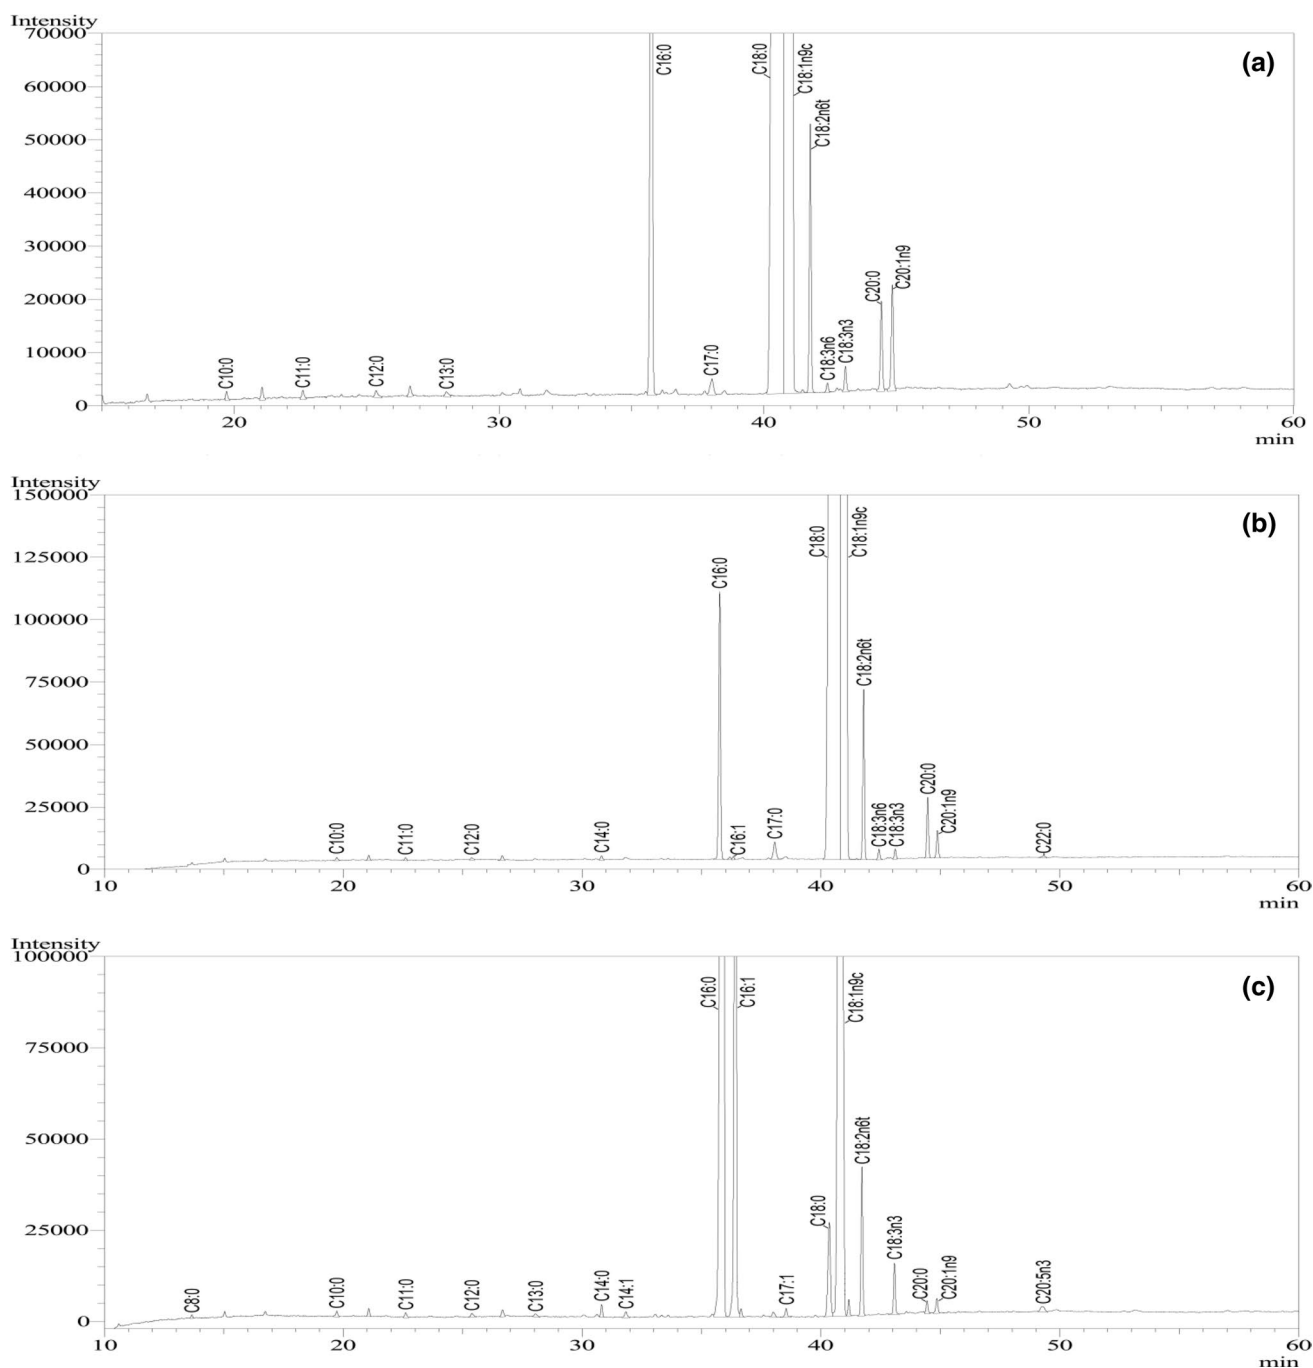 Intensity
70000
60000
50000
40000
30000
20000
10000
0
C10:0
C11:0
C12:0
C13:0
C16:0
C17:0
C18:0
C18:1n9c
C18:2n6t
C18:3n6
C18:3n3
C20:0
C20:1n9
(a)
20 30 40 50 60
min
Intensity
150000
125000
100000
75000
50000
25000
0
C10:0
C11:0
C12:0
C14:0
C16:0
C16:1
C17:0
C18:0
C18:1n9c
C18:2n6t
C18:3n6
C18:3n3
C20:0
C20:1n9
C22:0
(b)
10 20 30 40 50 60
min
Intensity
100000
75000
50000
25000
0
C8:0
C10:0
C11:0
C12:0
C13:0
C14:0
C14:1
C16:0
C16:1
C17:1
C18:0
C18:1n9c
C18:2n6t
C18:3n3
C20:0
C20:1n9
C20:5n3
(c)
10 20 30 40 50 60
min